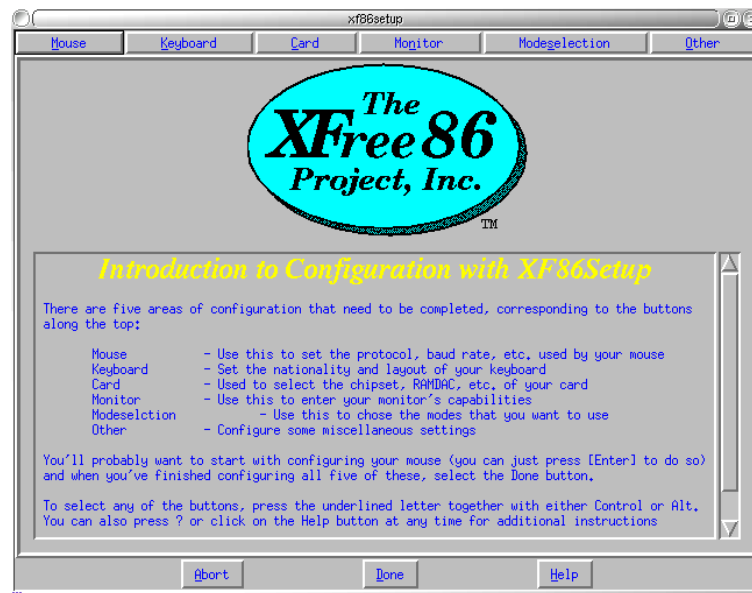 xf86setup
Mouse Keyboard Card Monitor Modeselection Other
The
XFree86
Project, Inc.
TM
Introduction to Configuration with XF86Setup
There are five areas of configuration that need to be completed, corresponding to the buttons
along the top:
Mouse - Use this to set the protocol, baud rate, etc. used by your mouse
Keyboard - Set the nationality and layout of your keyboard
Card - Used to select the chipset, RAMDAC, etc. of your card
Monitor - Use this to enter your monitor's capabilities
Modeselction - Use this to chose the modes that you want to use
Other - Configure some miscellaneous settings
You'll probably want to start with configuring your mouse (you can just press [Enter] to do so)
and when you've finished configuring all five of these, select the Done button.
To select any of the buttons, press the underlined letter together with either Control or Alt.
You can also press ? or click on the Help button at any time for additional instructions
Abort Done Help